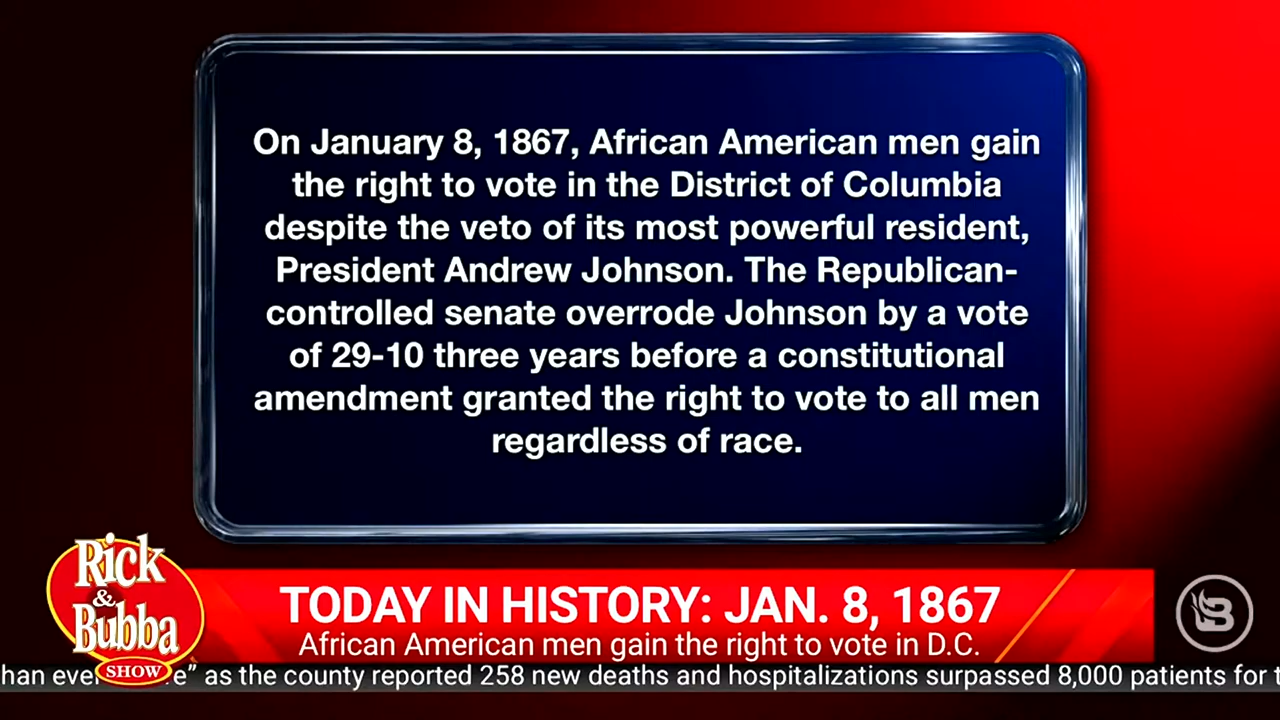 On January 8, 1867, African American men gain
the right to vote in the District of Columbia
despite the veto of its most powerful resident,
President Andrew Johnson. The Republican-
controlled senate overrode Johnson by a vote
of 29-10 three years before a constitutional
amendment granted the right to vote to all men
regardless of race.
Rick
&
Bubba
SHOW
TODAY IN HISTORY: JAN. 8, 1867
African American men gain the right to vote in D.C.
B
” as the county reported 258 new deaths and hospitalizations surpassed 8,000 patients for